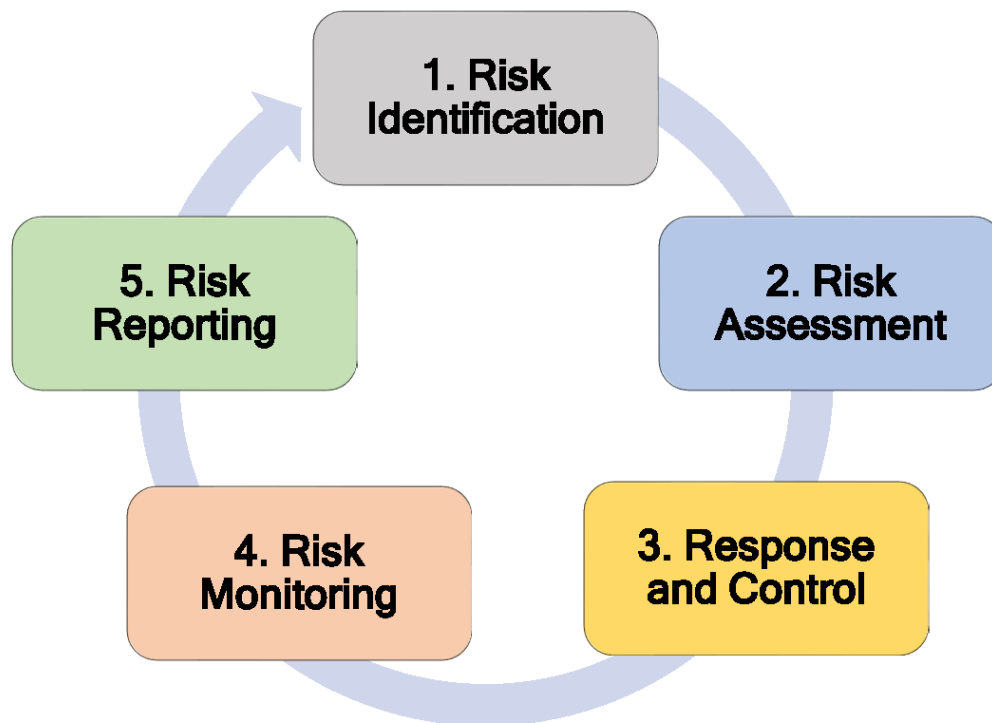 1. Risk
Identification
2. Risk
Assessment
3. Response
and Control
4. Risk
Monitoring
5. Risk
Reporting